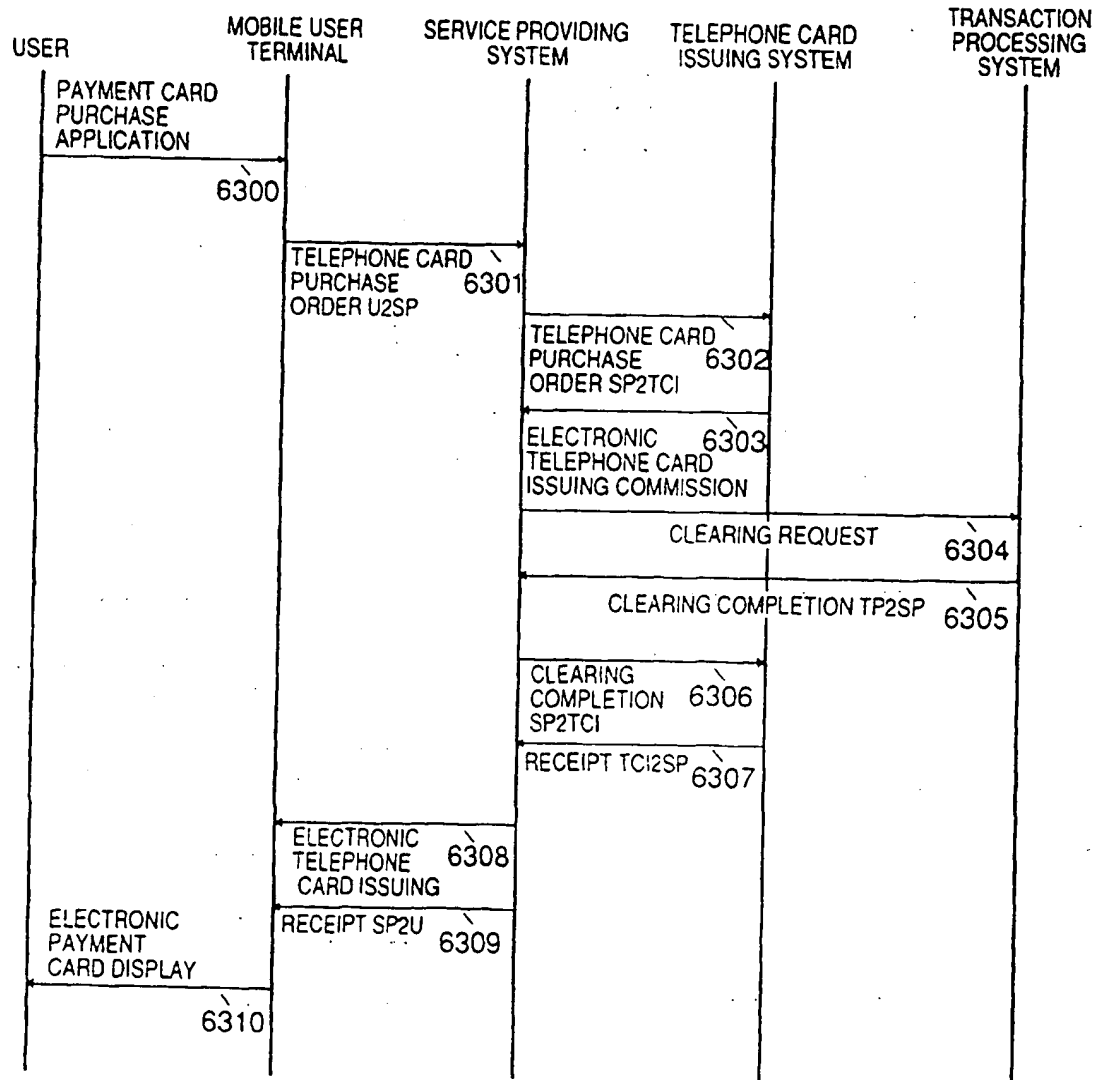 USER
MOBILE USER
TERMINAL
SERVICE PROVIDING
SYSTEM
TELEPHONE CARD
ISSUING SYSTEM
TRANSACTION
PROCESSING
SYSTEM
PAYMENT CARD
PURCHASE
APPLICATION
6300
TELEPHONE CARD
PURCHASE
ORDER U2SP
6301
TELEPHONE CARD
PURCHASE
ORDER SP2TCI
6302
ELECTRONIC
TELEPHONE CARD
ISSUING COMMISSION
6303
CLEARING REQUEST
6304
CLEARING COMPLETION TP2SP
6305
CLEARING
COMPLETION
SP2TCI
6306
RECEIPT TCI2SP
6307
ELECTRONIC
TELEPHONE
CARD ISSUING
6308
RECEIPT SP2U
6309
ELECTRONIC
PAYMENT
CARD DISPLAY
6310